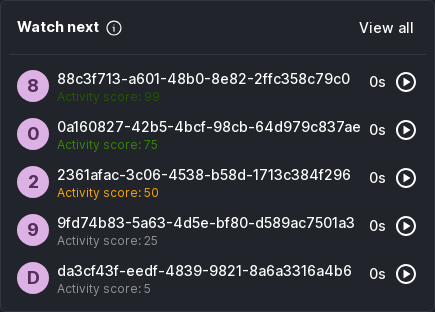 Watch next
View all
8
88c3f713-a601-48b0-8e82-2ffc358c79c0
0s
Activity score: 99
0
0a160827-42b5-4bcf-98cb-64d979c837ae
0s
Activity score: 75
2
2361afac-3c06-4538-b58d-1713c384f296
0s
Activity score: 50
9
9fd74b83-5a63-4d5e-bf80-d589ac7501a3
0s
Activity score: 25
D
da3cf43f-eedf-4839-9821-8a6a3316a4b6
0s
Activity score: 5